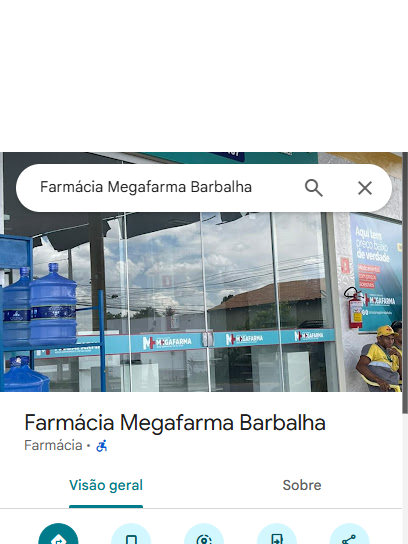 Farmácia Megafarma Barbalha
Aqui tem
preço baixo
de verdade
MEGAFARMA
MEGAFARMA
MEGAFARMA
MEGAFARMA
Farmácia Megafarma Barbalha
Farmácia ·
Visão geral
Sobre